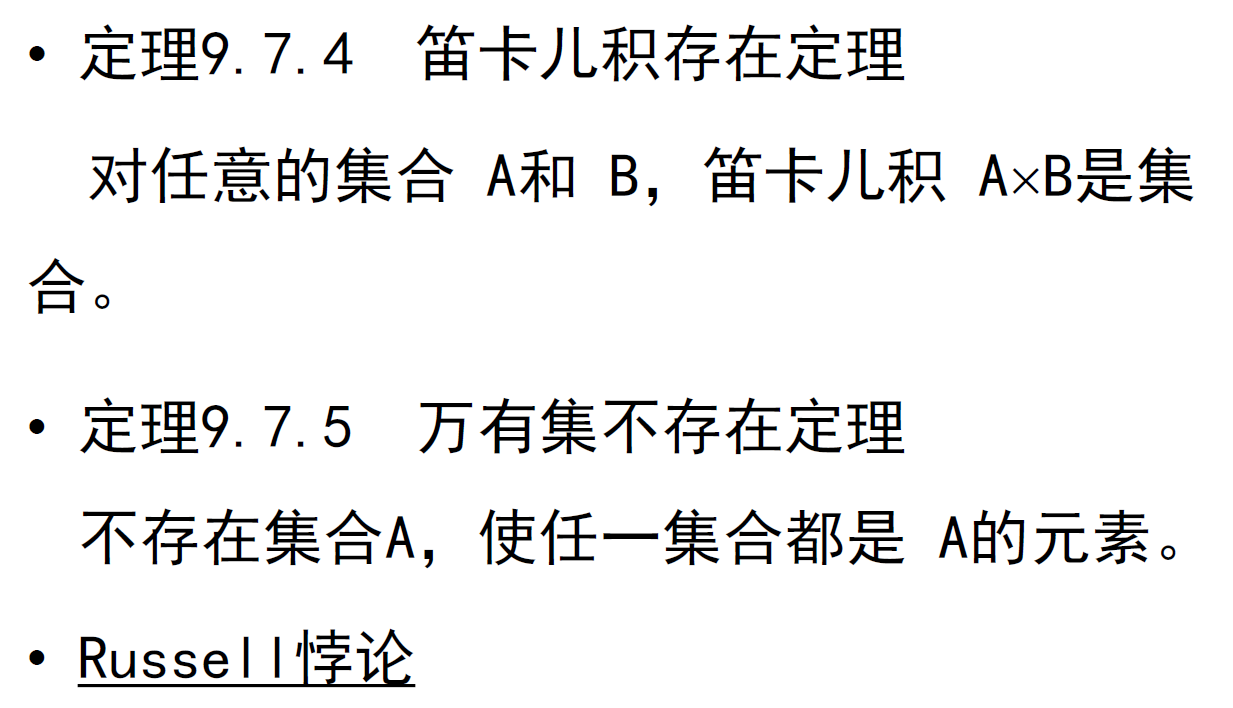 • 定理9.7.4 笛卡儿积存在定理
对任意的集合 A和 B，笛卡儿积 A×B是集
合。
• 定理9.7.5 万有集不存在定理
不存在集合A，使任一集合都是 A的元素。
• Russell悖论